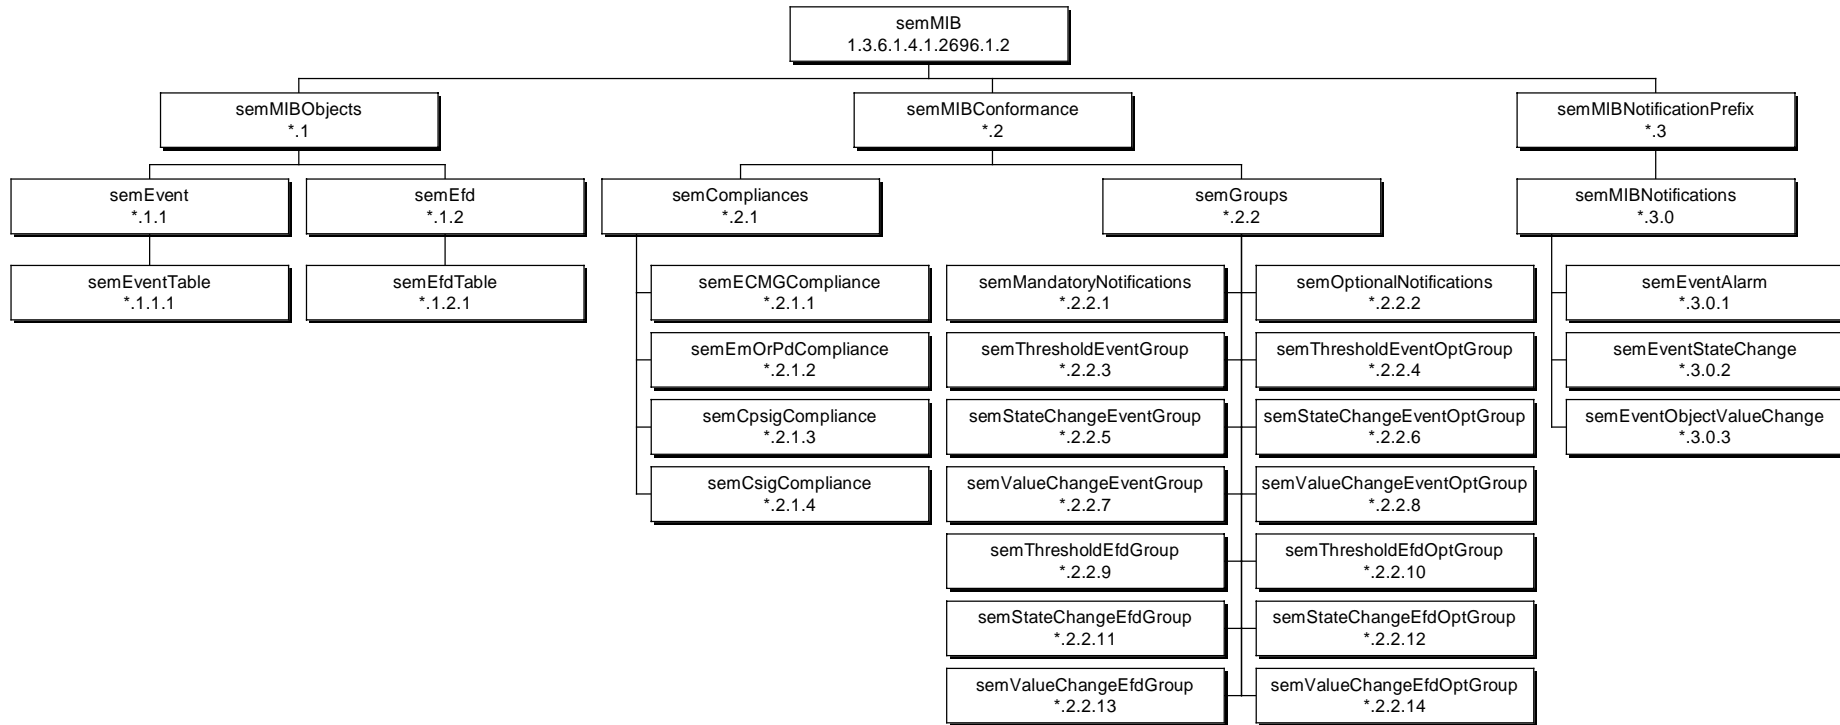 semMIB
1.3.6.1.4.1.2696.1.2
semMIBObjects
*.1
semMIBConformance
*.2
semMIBNotificationPrefix
*.3
semEvent
*.1.1
semEfd
*.1.2
semCompliances
*.2.1
semGroups
*.2.2
semMIBNotifications
*.3.0
semEventTable
*.1.1.1
semEfdTable
*.1.2.1
semECMGCompliance
*.2.1.1
semMandatoryNotifications
*.2.2.1
semOptionalNotifications
*.2.2.2
semEventAlarm
*.3.0.1
semEmOrPdCompliance
*.2.1.2
semThresholdEventGroup
*.2.2.3
semThresholdEventOptGroup
*.2.2.4
semEventStateChange
*.3.0.2
semCpsigCompliance
*.2.1.3
semStateChangeEventGroup
*.2.2.5
semStateChangeEventOptGroup
*.2.2.6
semEventObjectValueChange
*.3.0.3
semCsigCompliance
*.2.1.4
semValueChangeEventGroup
*.2.2.7
semValueChangeEventOptGroup
*.2.2.8
semThresholdEfdGroup
*.2.2.9
semThresholdEfdOptGroup
*.2.2.10
semStateChangeEfdGroup
*.2.2.11
semStateChangeEfdOptGroup
*.2.2.12
semValueChangeEfdGroup
*.2.2.13
semValueChangeEfdOptGroup
*.2.2.14